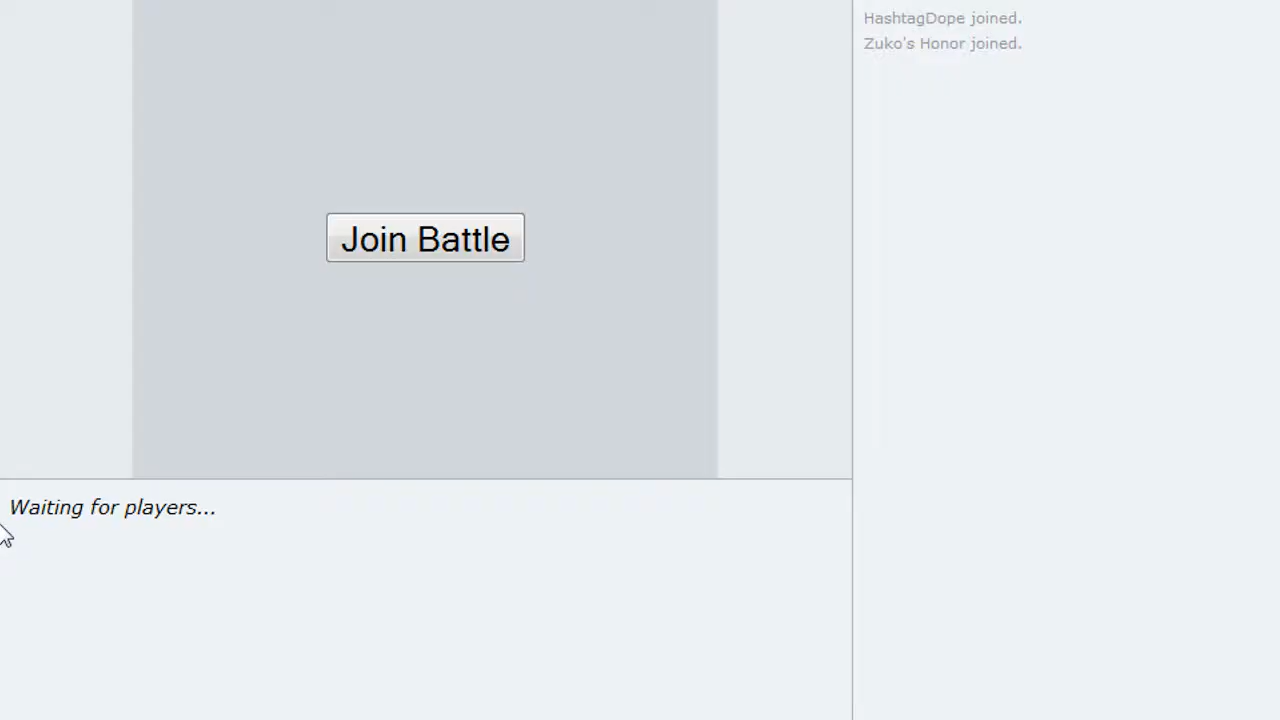 HashtagDope joined.
Zuko's Honor joined.
Join Battle
Waiting for players...